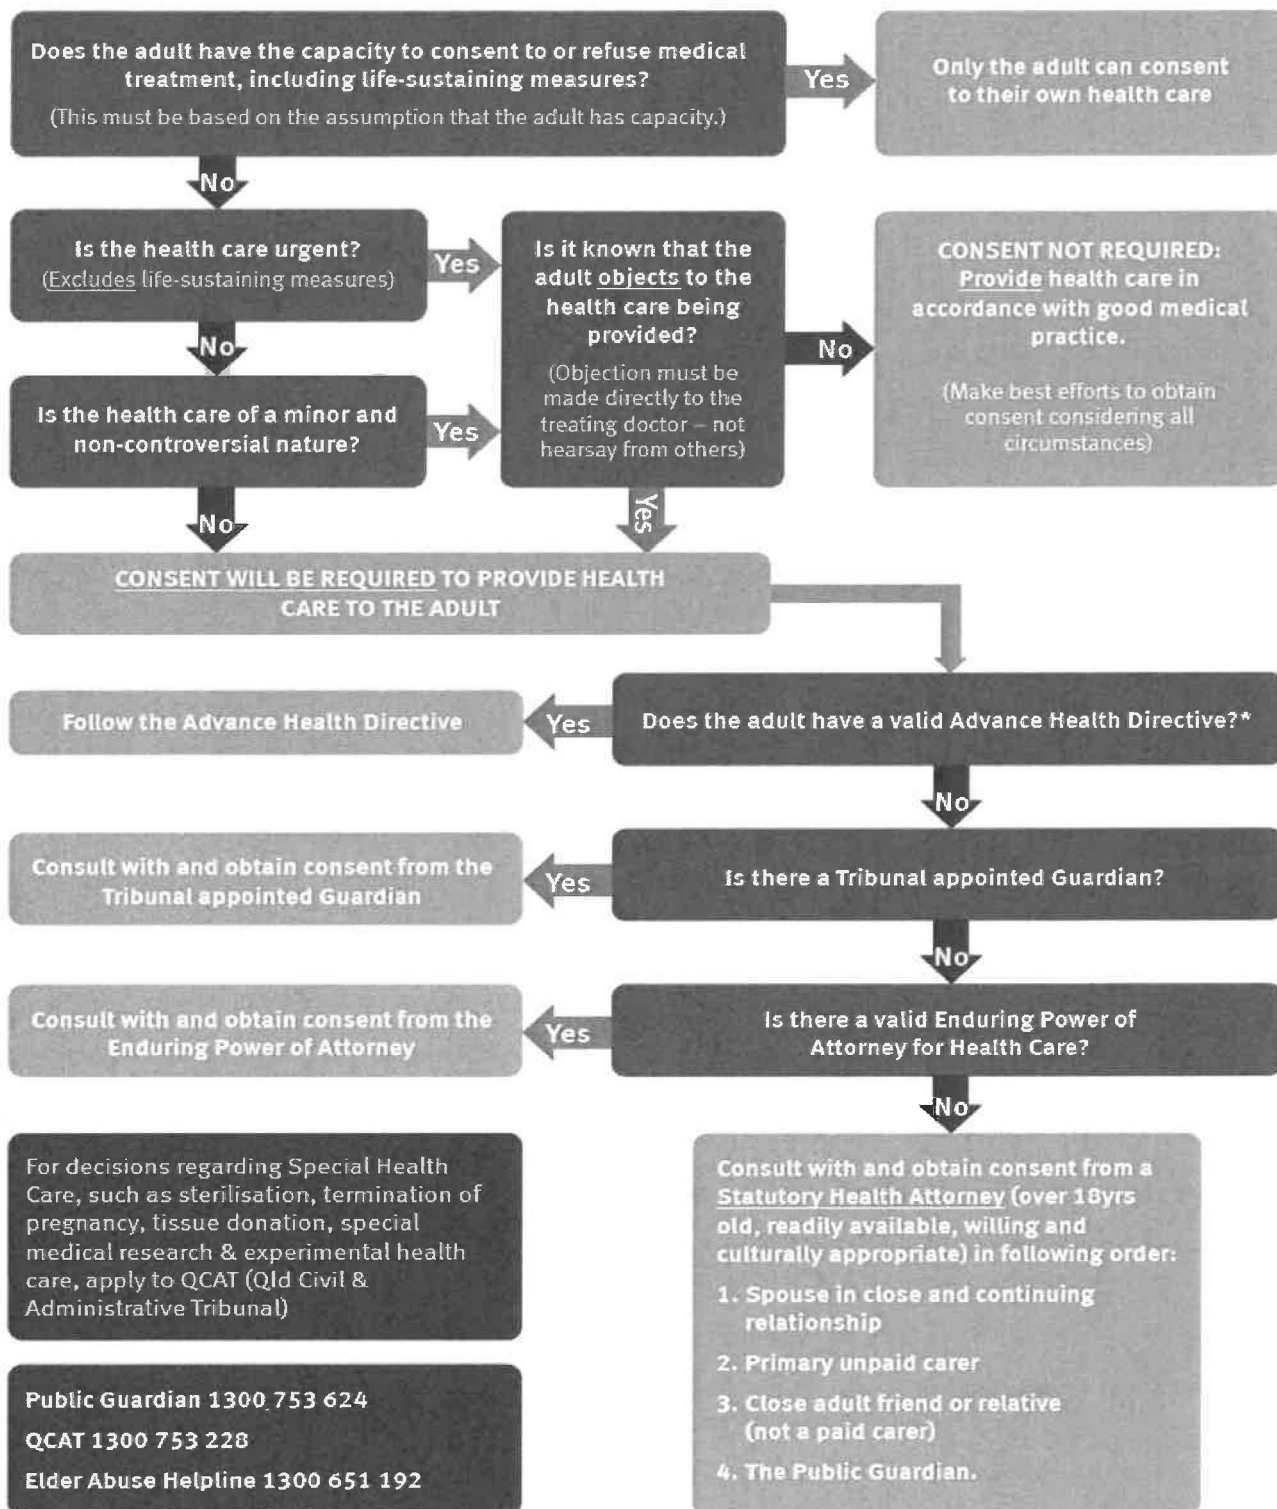 Does the adult have the capacity to consent to or refuse medical
treatment, including life-sustaining measures?
(This must be based on the assumption that the adult has capacity.)
Yes
Only the adult can consent
to their own health care
No
Is the health care urgent?
(Excludes life-sustaining measures)
Yes
Is it known that the
adult objects to the
health care being
provided?
(Objection must be
made directly to the
treating doctor – not
hearsay from others)
No
CONSENT NOT REQUIRED:
Provide health care in
accordance with good medical
practice.
(Make best efforts to obtain
consent considering all
circumstances)
No
Is the health care of a minor and
non-controversial nature?
Yes
No
Yes
CONSENT WILL BE REQUIRED TO PROVIDE HEALTH
CARE TO THE ADULT
Does the adult have a valid Advance Health Directive?*
Yes
Follow the Advance Health Directive
No
Is there a Tribunal appointed Guardian?
Yes
Consult with and obtain consent from the
Tribunal appointed Guardian
No
Is there a valid Enduring Power of
Attorney for Health Care?
Yes
Consult with and obtain consent from the
Enduring Power of Attorney
No
Consult with and obtain consent from a
Statutory Health Attorney (over 18yrs
old, readily available, willing and
culturally appropriate) in following order:
1. Spouse in close and continuing
relationship
2. Primary unpaid carer
3. Close adult friend or relative
(not a paid carer)
4. The Public Guardian.
For decisions regarding Special Health
Care, such as sterilisation, termination of
pregnancy, tissue donation, special
medical research & experimental health
care, apply to QCAT (Qld Civil &
Administrative Tribunal)
Public Guardian 1300 753 624
QCAT 1300 753 228
Elder Abuse Helpline 1300 651 192